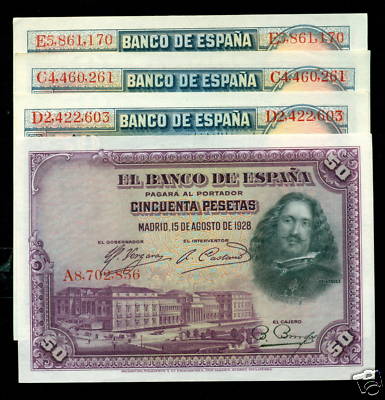 E5,861,170 BANCO DE ESPAÑA E5,861,170
C4,460,261 BANCO DE ESPAÑA C4,460,261
D2,422,603 BANCO DE ESPAÑA D2,422,603
50 EL BANCO DE ESPAÑA 50
PAGARÁ AL PORTADOR
CINCUENTA PESETAS
MADRID, 15 DE AGOSTO DE 1928
EL GOBERNADOR EL INTERVENTOR
A8,702,856
EL CAJERO
50 50